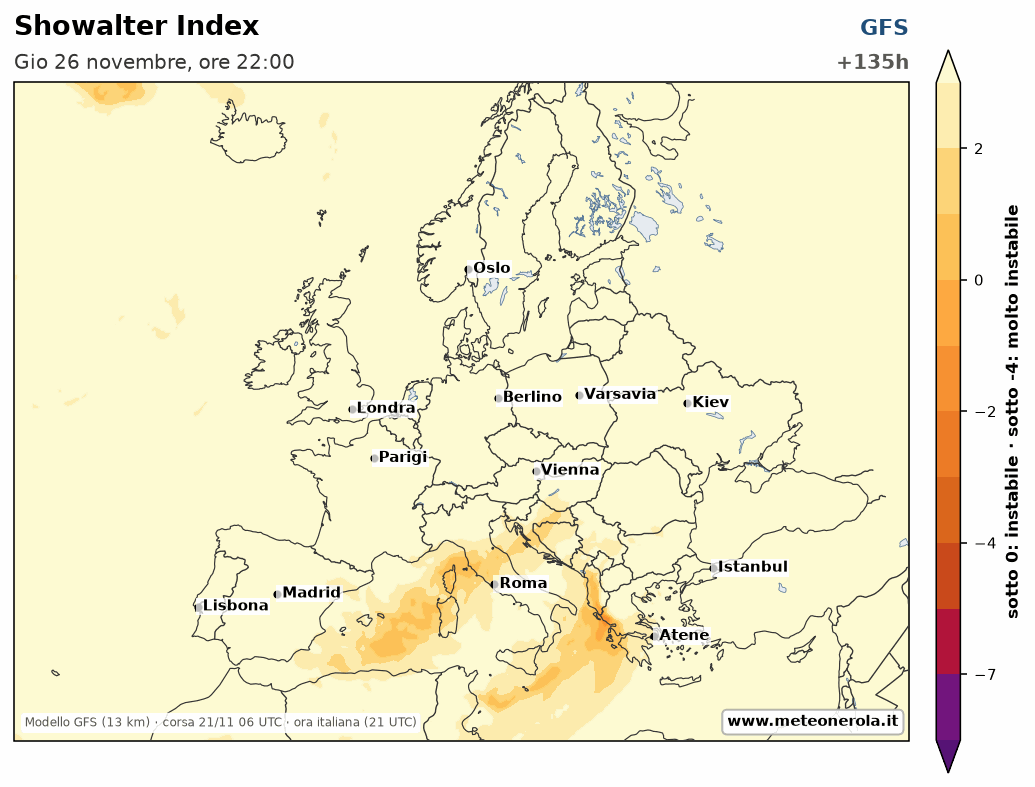 Showalter Index
GFS
Gio 26 novembre, ore 22:00
+135h
Oslo
Berlino
Varsavia
Kiev
Londra
Parigi
Vienna
Istanbul
Roma
Madrid
Lisbona
Atene
Modello GFS (13 km) · corsa 21/11 06 UTC · ora italiana (21 UTC)
www.meteonerola.it
2
0
−2
−4
−7
sotto 0: instabile · sotto -4: molto instabile